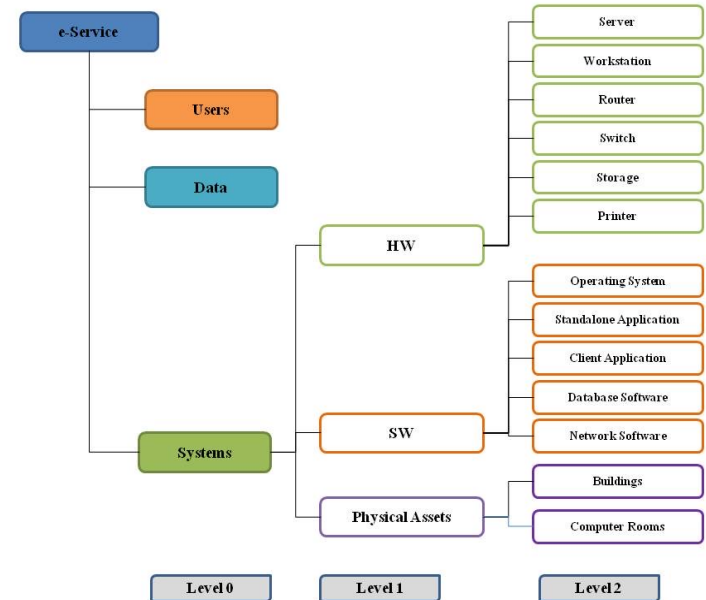 e-Service
Users
Data
Systems
HW
SW
Physical Assets
Server
Workstation
Router
Switch
Storage
Printer
Operating System
Standalone Application
Client Application
Database Software
Network Software
Buildings
Computer Rooms
Level 0
Level 1
Level 2